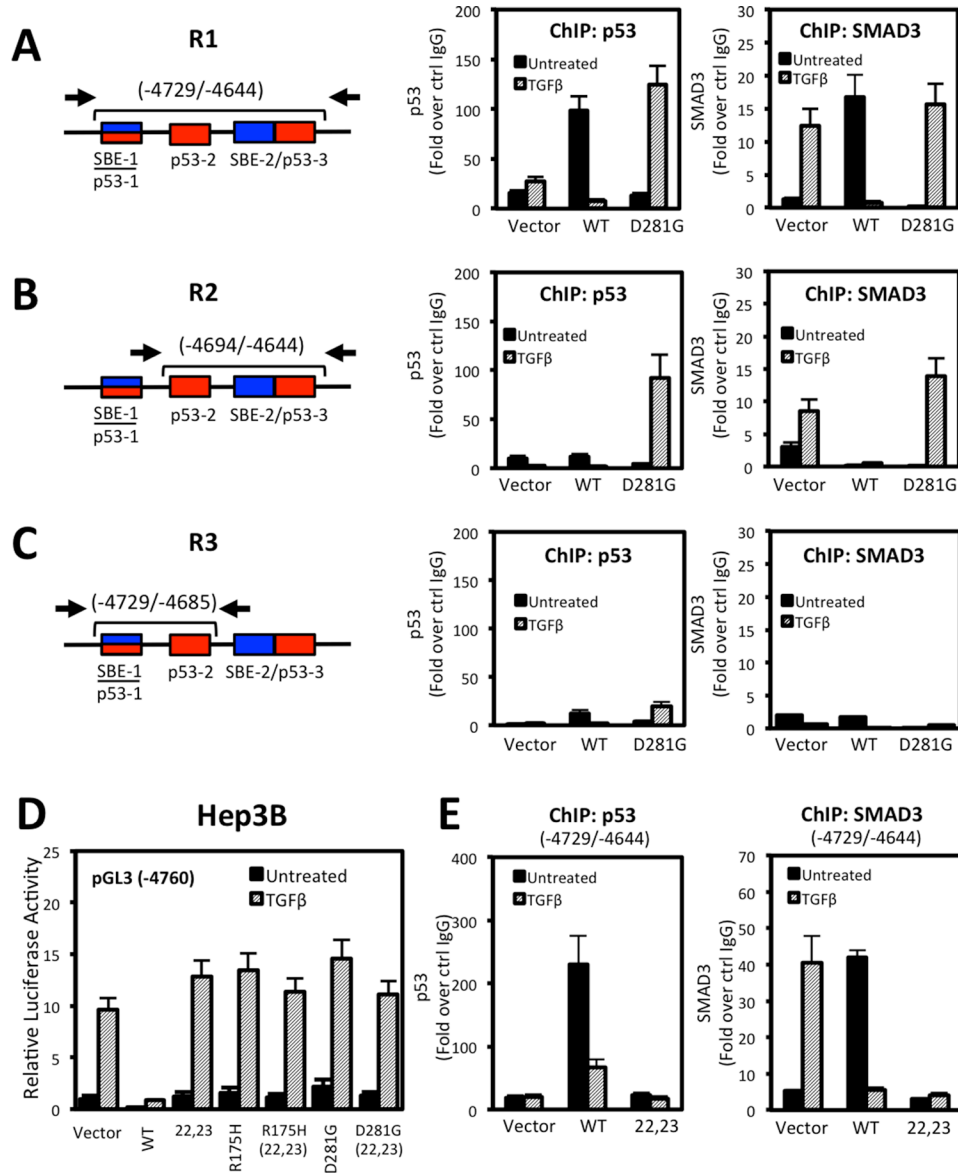 A
R1
(-4729/-4644)
SBE-1
p53-1
p53-2
SBE-2/p53-3
ChIP: p53
Untreated
TGFβ
p53
(Fold over ctrl IgG)
200
150
100
50
0
Vector WT D281G
ChIP: SMAD3
Untreated
TGFβ
SMAD3
(Fold over ctrl IgG)
30
25
20
15
10
5
0
Vector WT D281G
B
R2
(-4694/-4644)
SBE-1
p53-1
p53-2
SBE-2/p53-3
ChIP: p53
Untreated
TGFβ
p53
(Fold over ctrl IgG)
200
150
100
50
0
Vector WT D281G
ChIP: SMAD3
Untreated
TGFβ
SMAD3
(Fold over ctrl IgG)
30
25
20
15
10
5
0
Vector WT D281G
C
R3
(-4729/-4685)
SBE-1
p53-1
p53-2
SBE-2/p53-3
ChIP: p53
Untreated
TGFβ
p53
(Fold over ctrl IgG)
200
150
100
50
0
Vector WT D281G
ChIP: SMAD3
Untreated
TGFβ
SMAD3
(Fold over ctrl IgG)
30
25
20
15
10
5
0
Vector WT D281G
D
Hep3B
pGL3 (-4760)
Untreated
TGFβ
Relative Luciferase Activity
25
20
15
10
5
0
Vector
WT
22,23
R175H
R175H
(22,23)
D281G
D281G
(22,23)
E
ChIP: p53
(-4729/-4644)
Untreated
TGFβ
p53
(Fold over ctrl IgG)
400
300
200
100
0
Vector WT 22,23
ChIP: SMAD3
(-4729/-4644)
Untreated
TGFβ
SMAD3
(Fold over ctrl IgG)
70
60
50
40
30
20
10
0
Vector WT 22,23